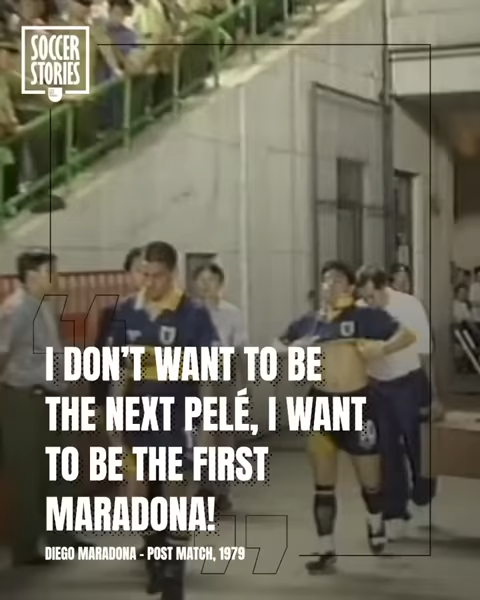 SOCCER
STORIES
I DON'T WANT TO BE
THE NEXT PELÉ, I WANT
TO BE THE FIRST
MARADONA!
DIEGO MARADONA - POST MATCH, 1979